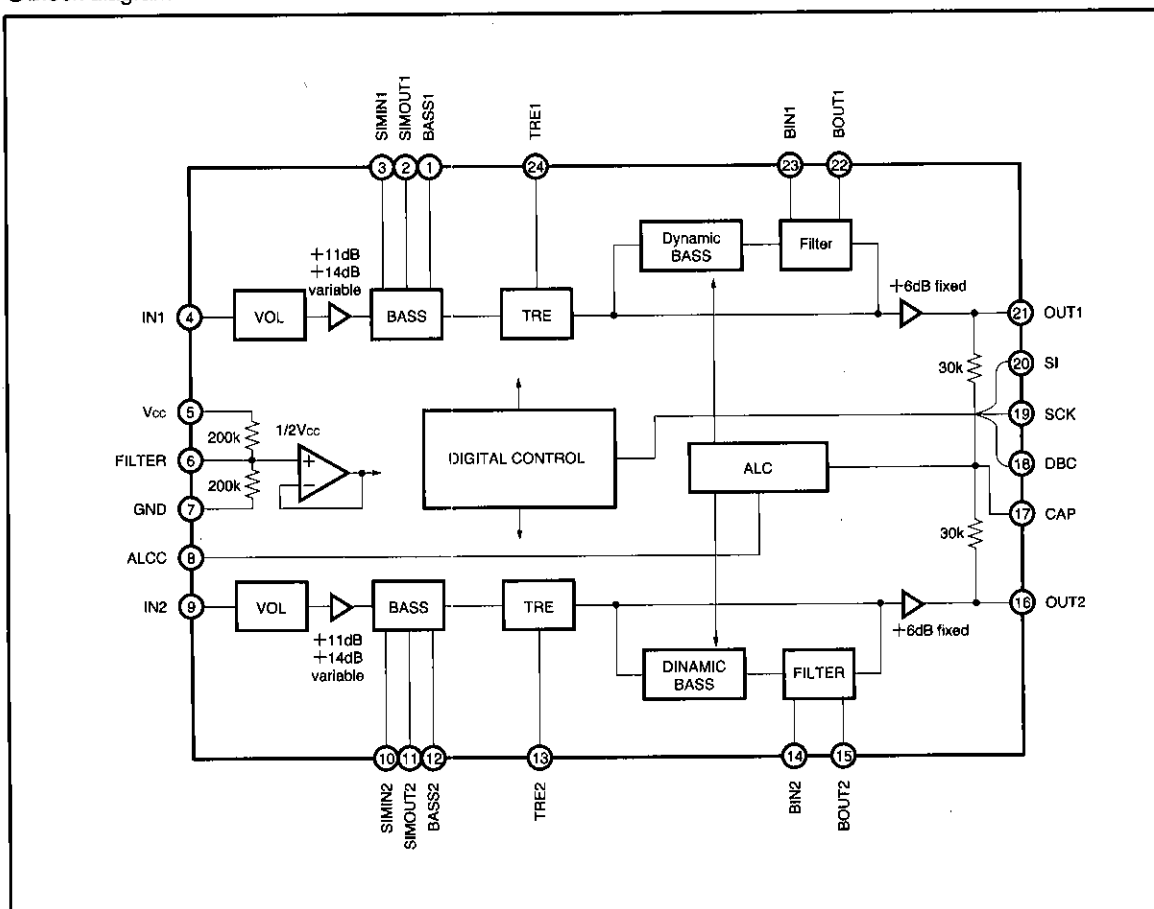 SIMIN1
SIMOUT1
BASS1
TRE1
BIN1
BOUT1
3
2
1
24
23
22
+11dB
+14dB
variable
Dynamic
BASS
Filter
+6dB fixed
IN1
4
VOL
BASS
TRE
21
OUT1
30k
20
SI
Vcc
5
200k
1/2Vcc
19
SCK
FILTER
6
+
-
DIGITAL CONTROL
ALC
18
DBC
200k
GND
7
17
CAP
30k
ALCC
8
IN2
9
VOL
BASS
TRE
16
OUT2
+11dB
+14dB
variable
+6dB fixed
DINAMIC
BASS
FILTER
10
11
12
13
14
15
SIMIN2
SIMOUT2
BASS2
TRE2
BIN2
BOUT2